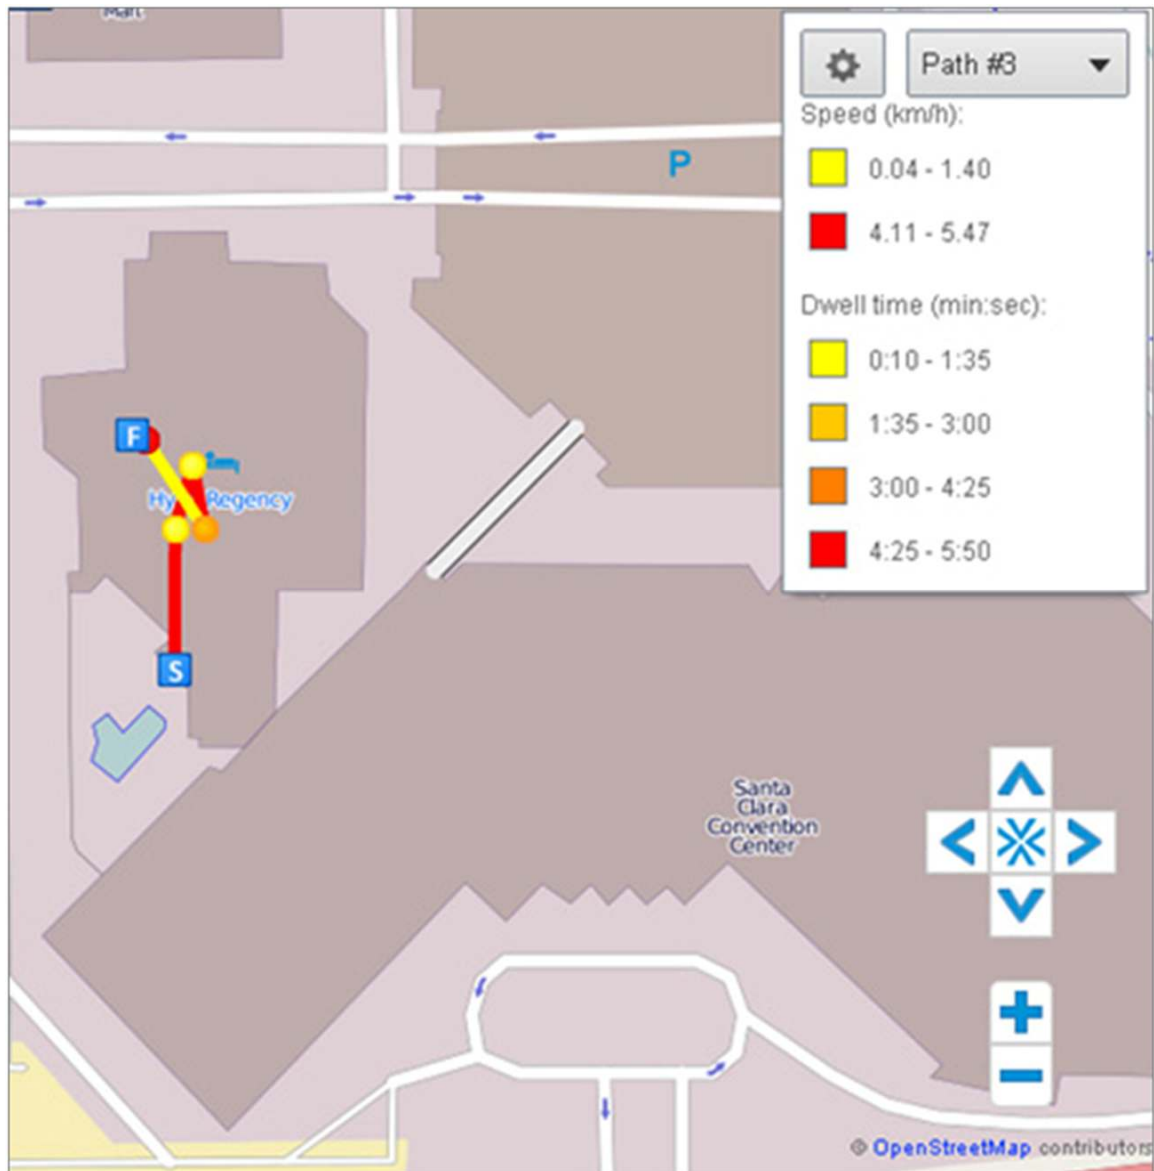 Mart
Path #3
Speed (km/h):
0.04 - 1.40
4.11 - 5.47
Dwell time (min:sec):
0:10 - 1:35
1:35 - 3:00
3:00 - 4:25
4:25 - 5:50
P
F
Regency
S
Santa
Clara
Convention
Center
© OpenStreetMap contributors